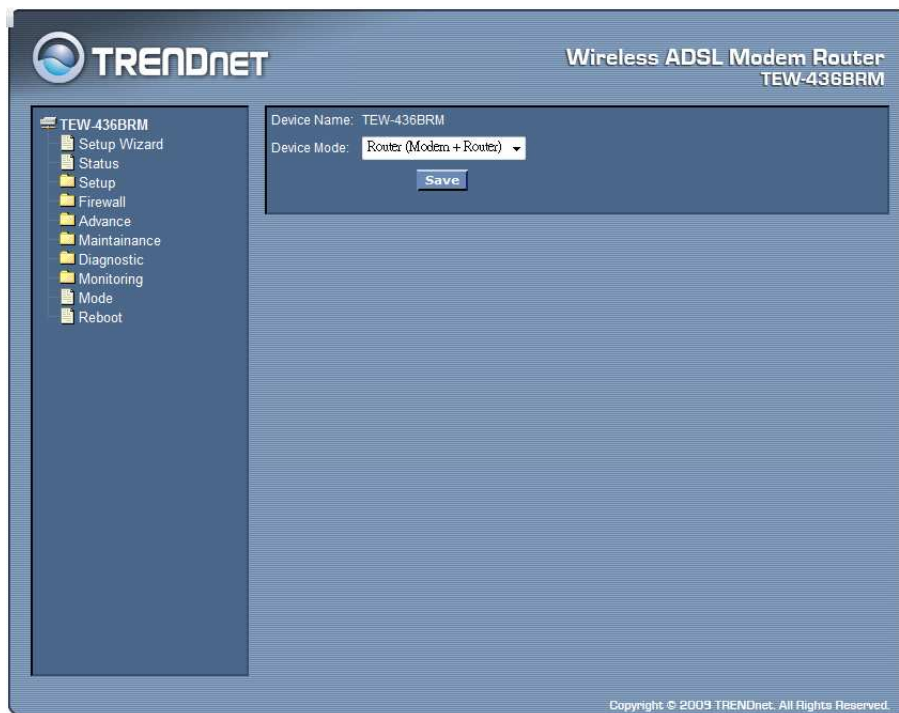 TRENDnet
Wireless ADSL Modem Router
TEW-436BRM
TEW-436BRM
Setup Wizard
Status
Setup
Firewall
Advance
Maintainance
Diagnostic
Monitoring
Mode
Reboot
Device Name: TEW-436BRM
Device Mode: Router (Modem + Router)
Save
Copyright © 2009 TRENDnet. All Rights Reserved.